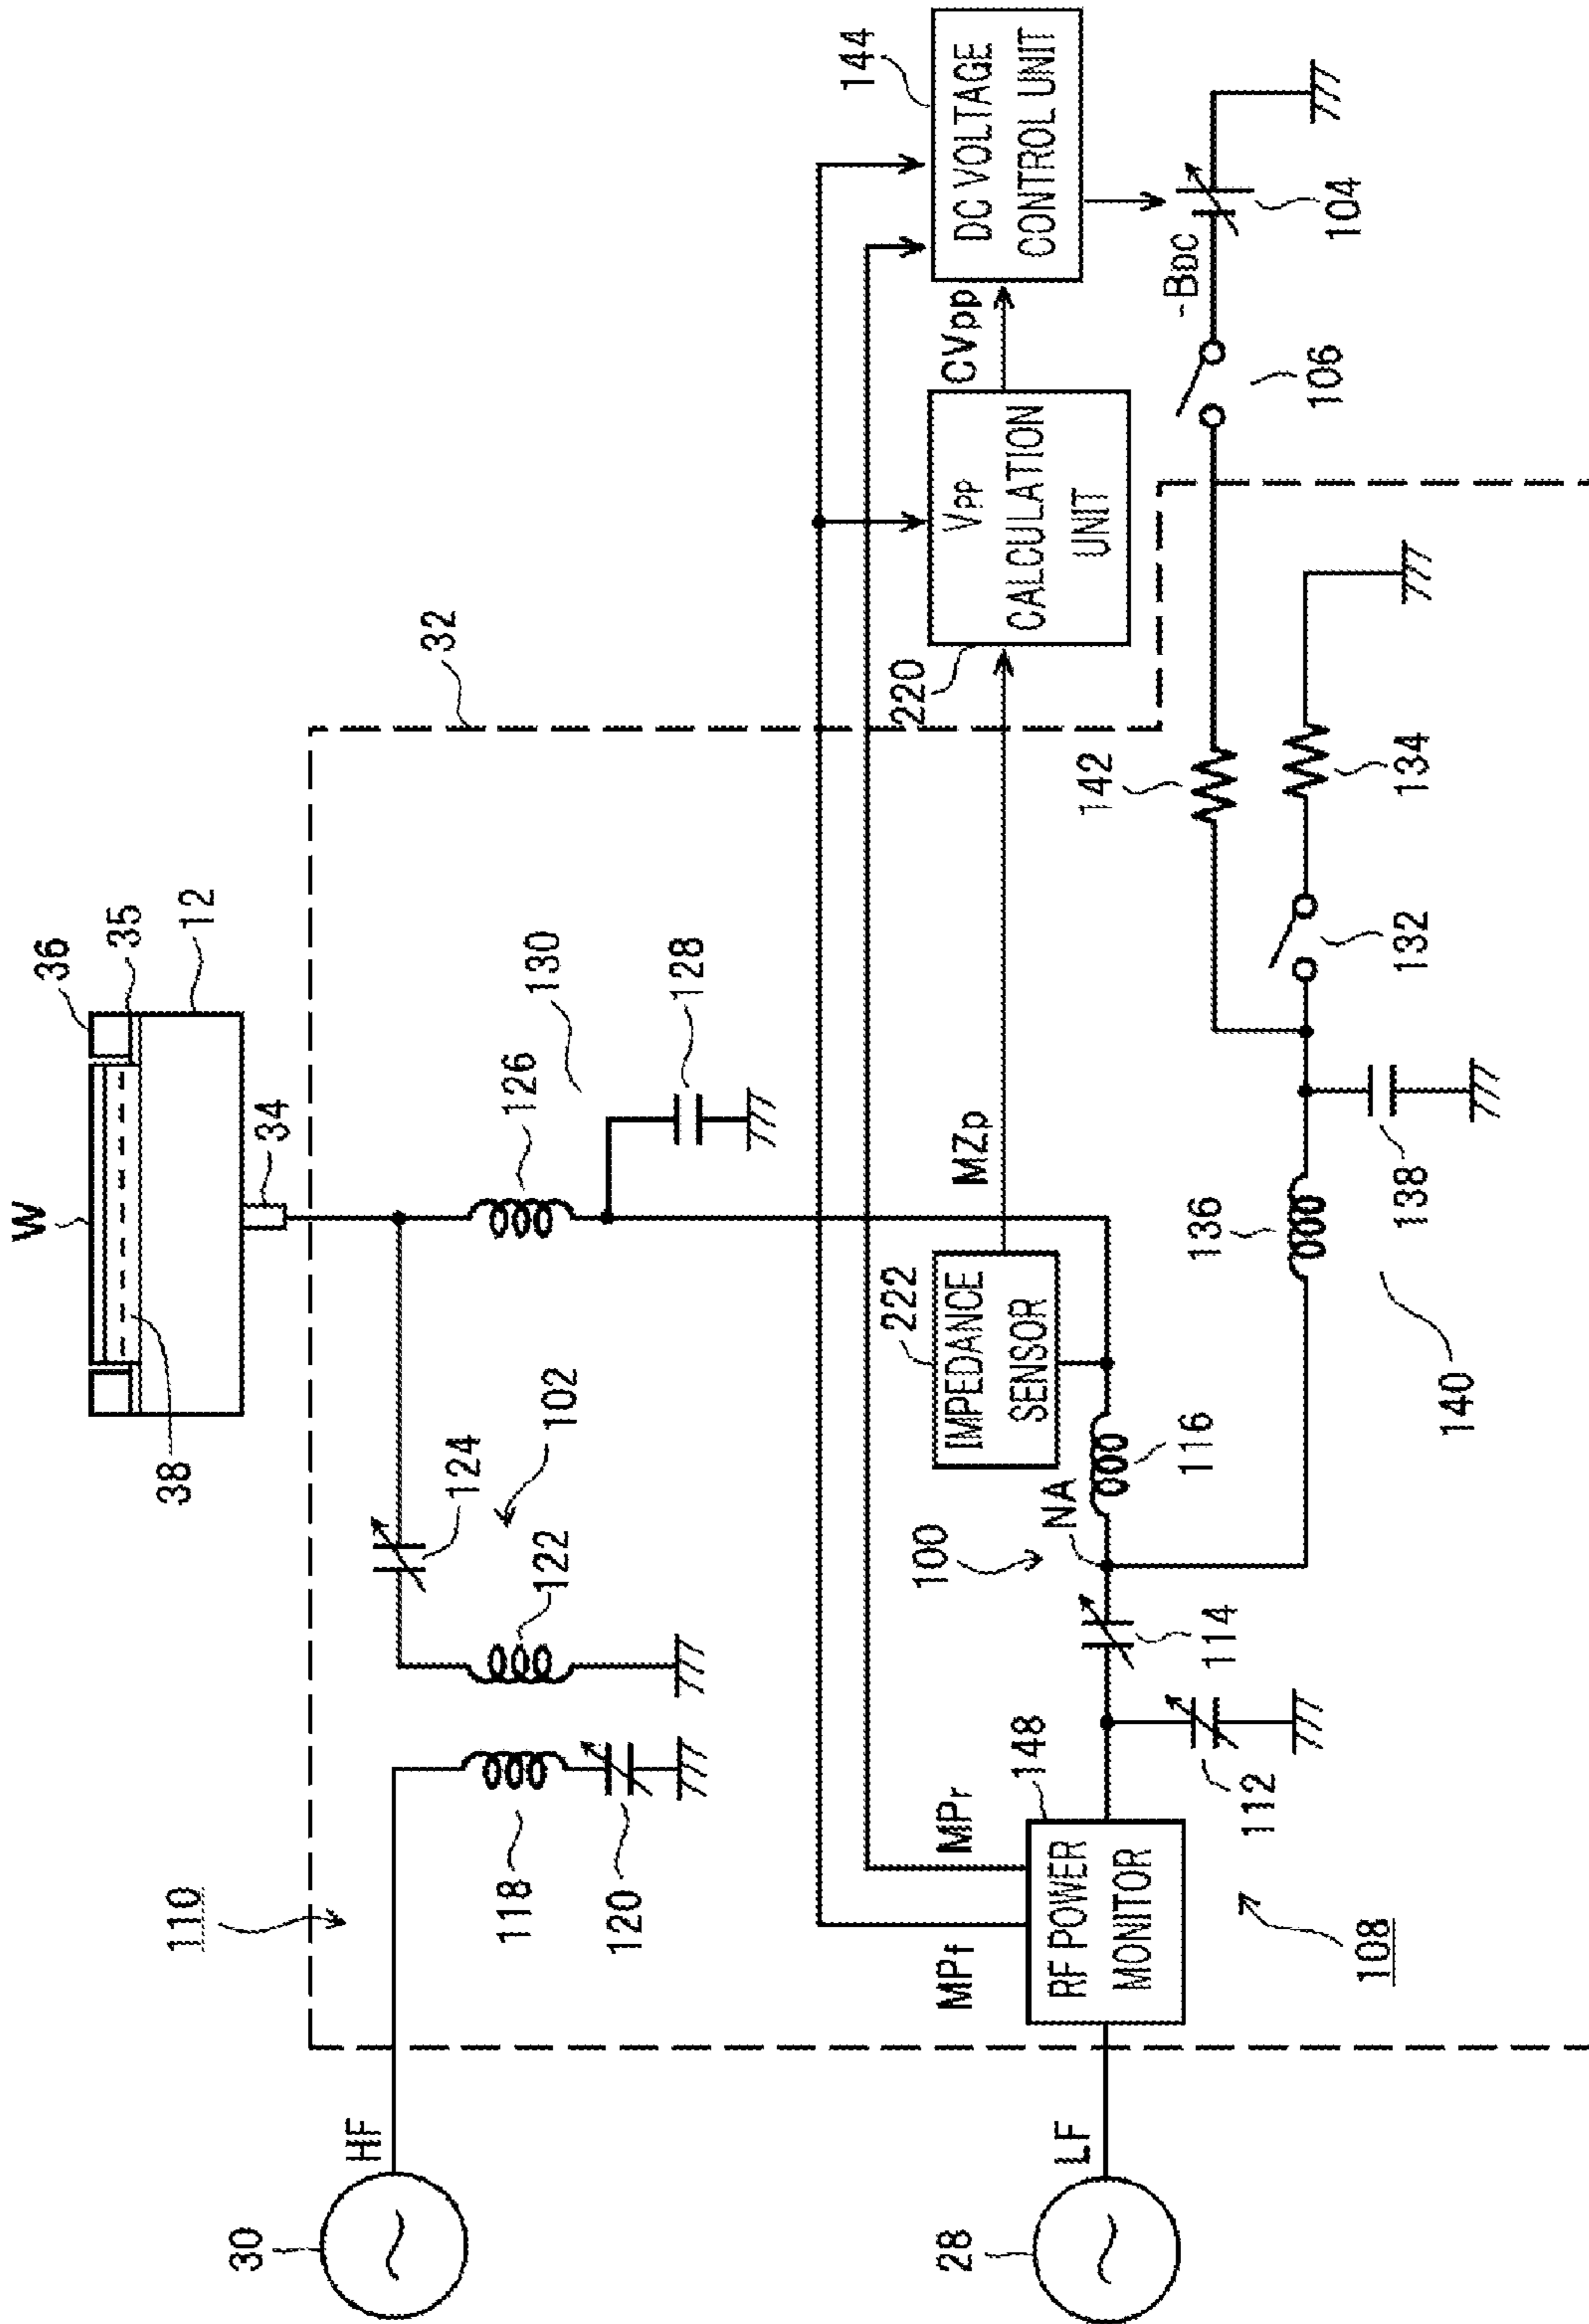 W
36
35
12
38
34
32
110
HF
30
118
120
122
124
102
126
130
128
MPf
MPr
28
LF
RF POWER
MONITOR
148
108
112
114
100
NA
116
IMPEDANCE
SENSOR
222
MZp
220
VPP
CALCULATION
UNIT
CVpp
DC VOLTAGE
CONTROL UNIT
144
142
-BDC
106
104
136
138
140
132
134